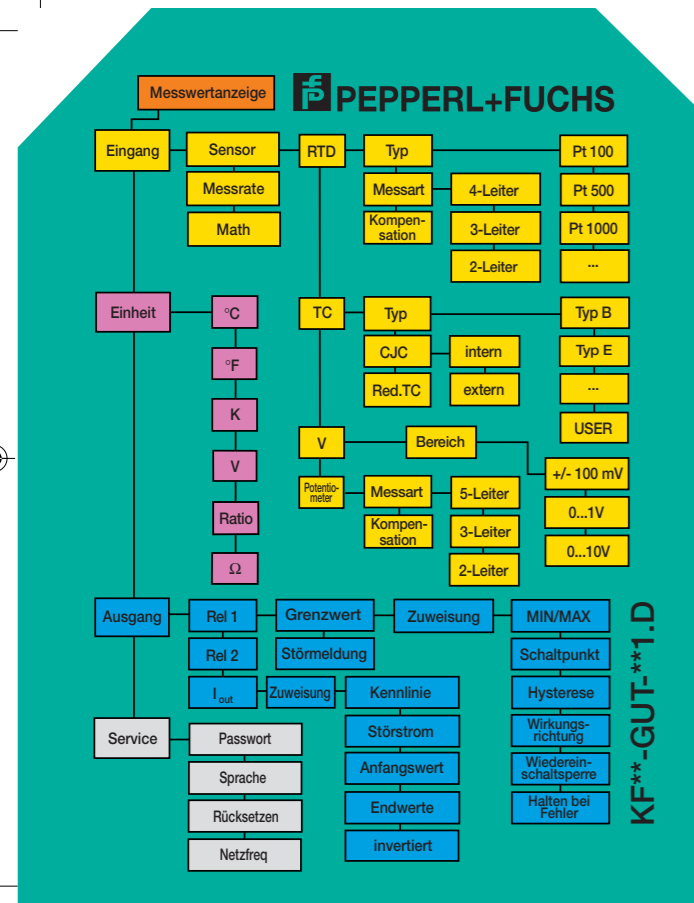 Messwertanzeige
PEPPERL+FUCHS
Eingang
Sensor
RTD
Typ
Pt 100
Messrate
Messart
4-Leiter
Pt 500
Math
Kompen-
sation
3-Leiter
Pt 1000
2-Leiter
...
Einheit
°C
TC
Typ
Typ B
°F
CJC
intern
Typ E
K
Red.TC
extern
...
USER
V
V
Bereich
+/- 100 mV
Ratio
Potentio-
meter
Messart
5-Leiter
0...1V
Kompen-
sation
3-Leiter
0...10V
Ω
2-Leiter
Ausgang
Rel 1
Grenzwert
Zuweisung
MIN/MAX
Rel 2
Störmeldung
Schaltpunkt
Iout
Zuweisung
Kennlinie
Hysterese
Störstrom
Wirkungs-
richtung
Anfangswert
Wiederein-
schaltsperre
Endwerte
Halten bei
Fehler
invertiert
Service
Passwort
Sprache
Rücksetzen
Netzfreq
KF**-GUT-**1.D